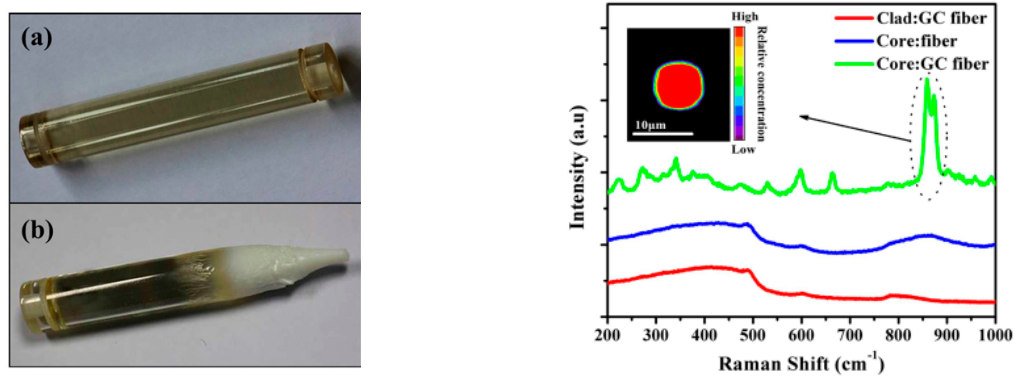 (a)
(b)
High
Relative concentration
Low
10µm
Clad:GC fiber
Core:fiber
Core:GC fiber
Intensity (a.u)
200 300 400 500 600 700 800 900 1000
Raman Shift (cm⁻¹)